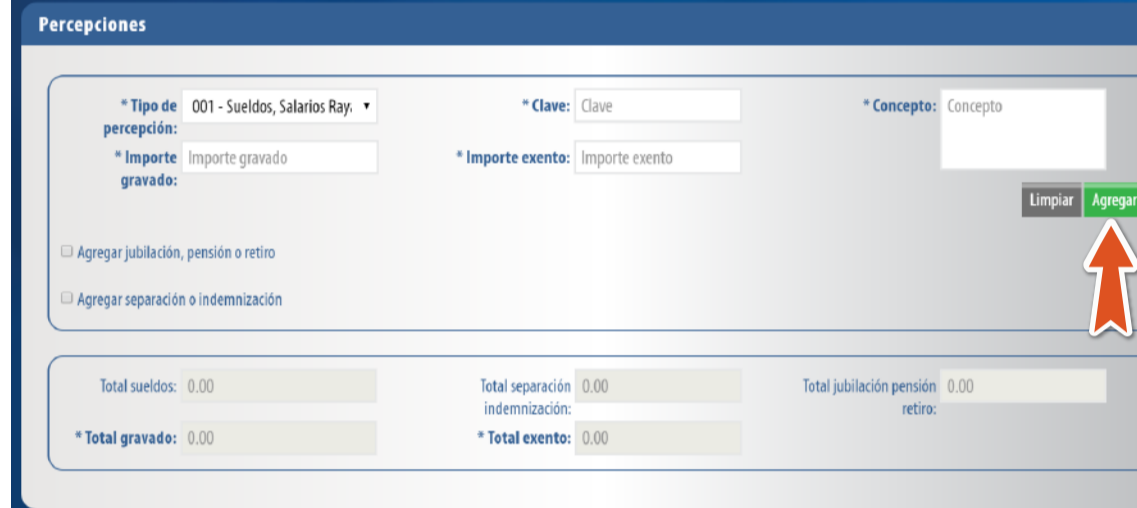 Percepciones
* Tipo de percepción: 001 - Sueldos, Salarios Raya
* Clave: Clave
* Concepto: Concepto
* Importe gravado: Importe gravado
* Importe exento: Importe exento
Limpiar Agregar
Agregar jubilación, pensión o retiro
Agregar separación o indemnización
Total sueldos: 0.00
Total separación indemnización: 0.00
Total jubilación pensión retiro: 0.00
* Total gravado: 0.00
* Total exento: 0.00